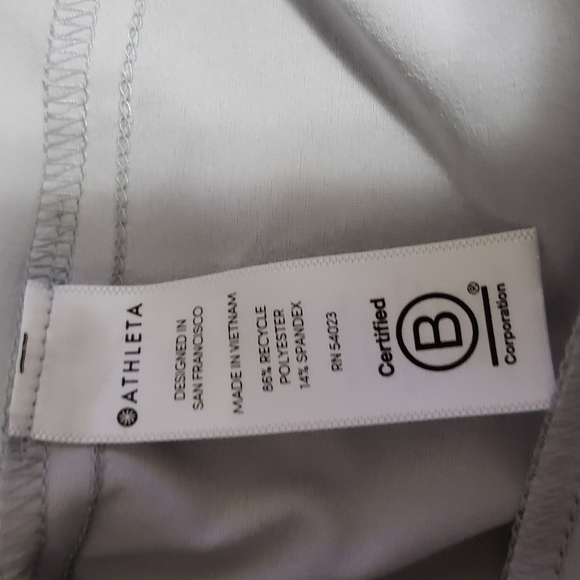 ATHLETA
DESIGNED IN
SAN FRANCISCO
MADE IN VIETNAM
86% RECYCLE
POLYESTER
14% SPANDEX
RN 54023
Certified
B®
Corporation